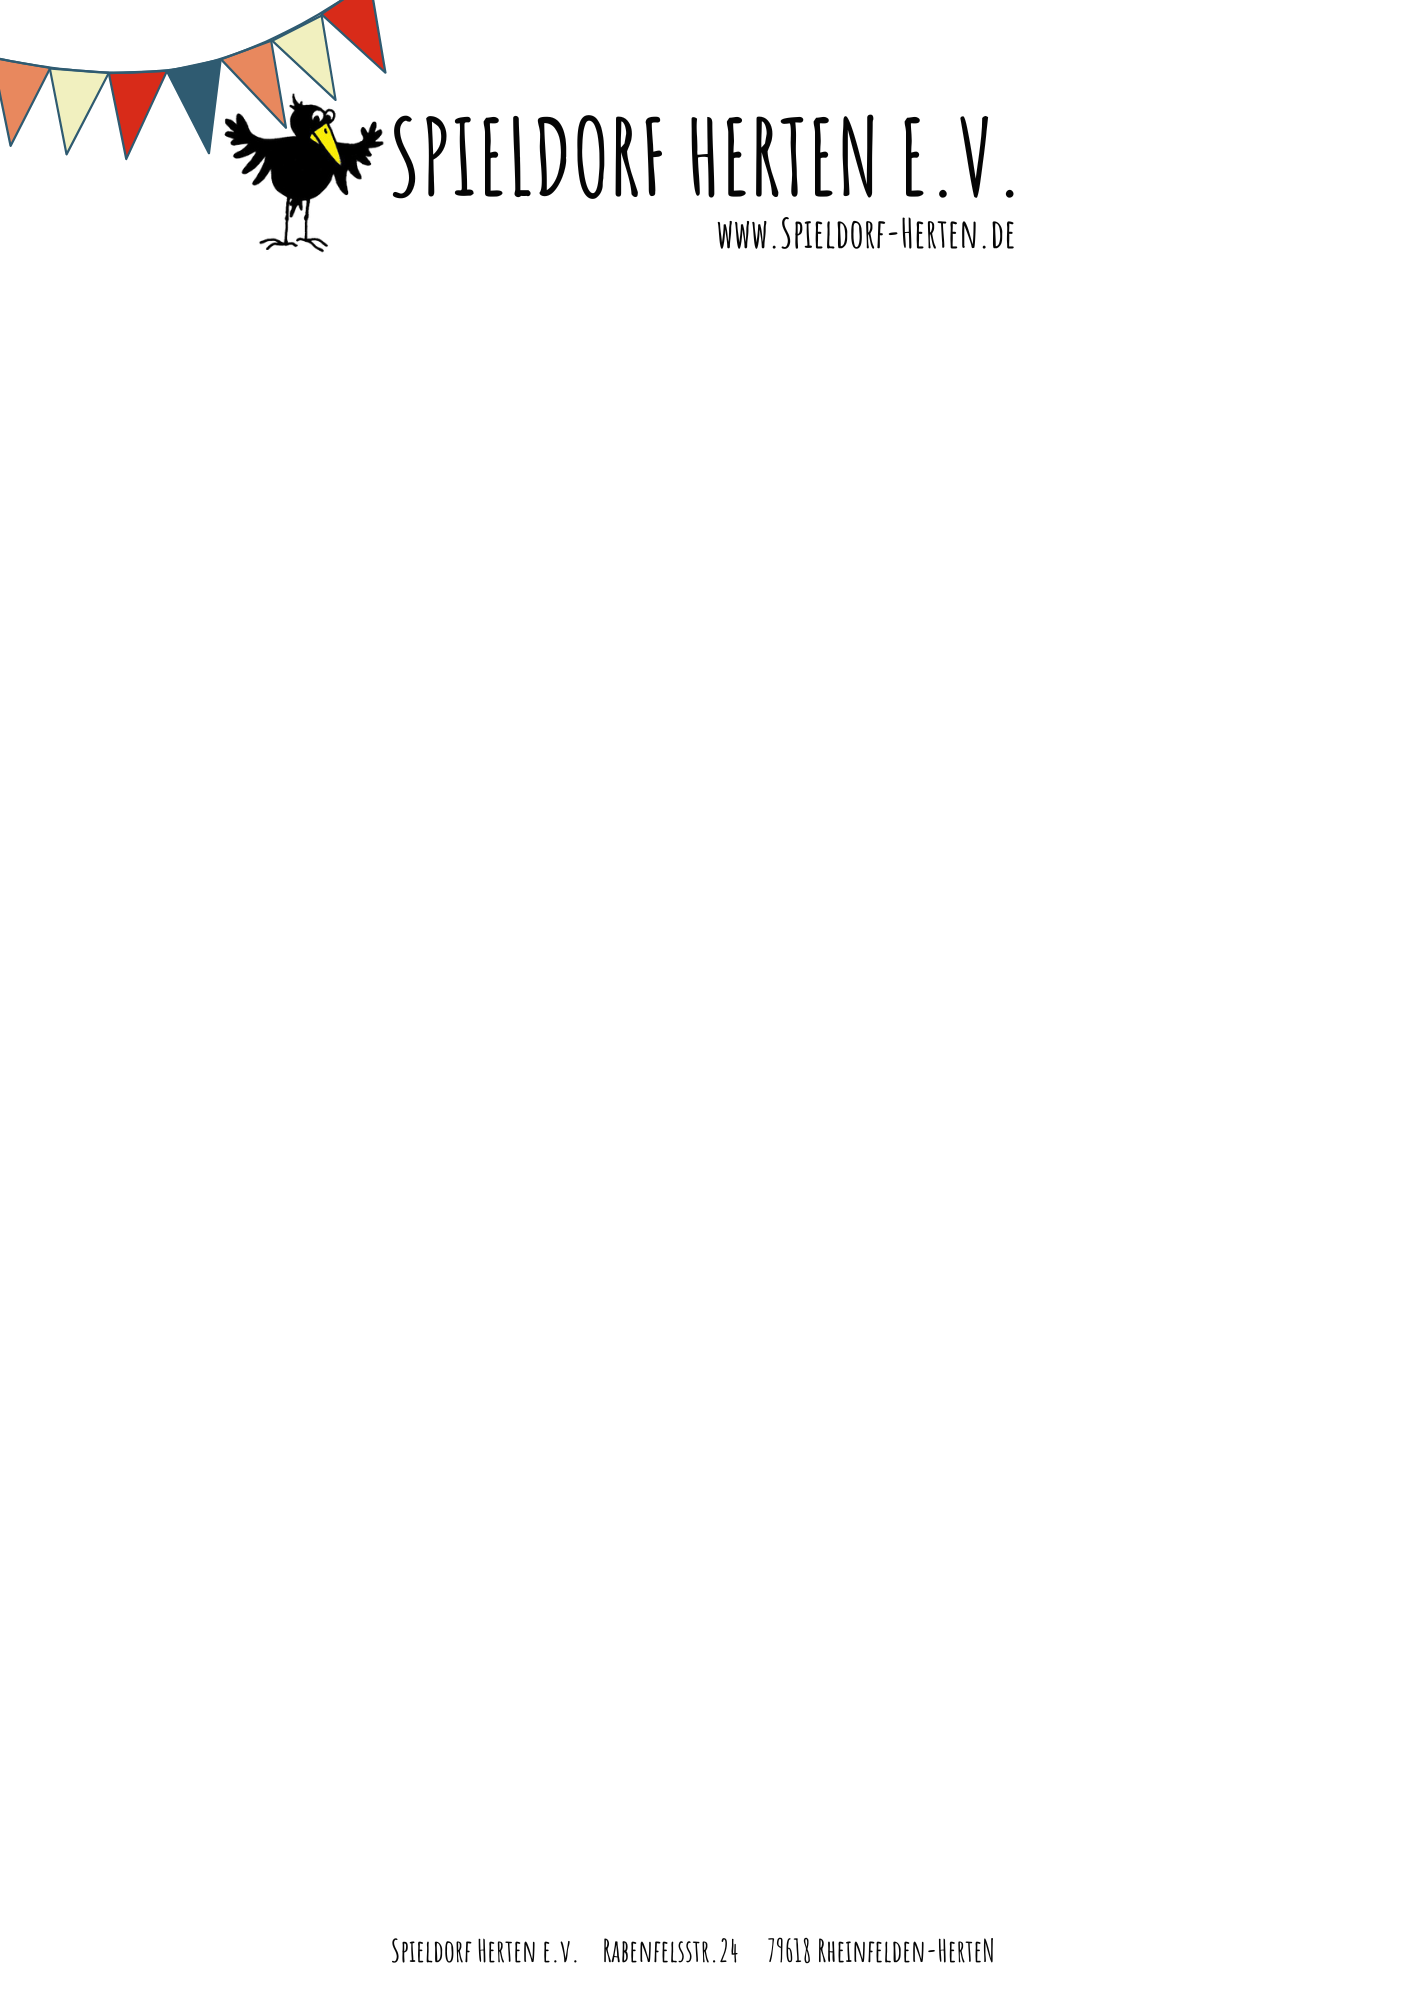 SPIELDORF HERTEN E.V.
www.Spieldorf-Herten.de
Spieldorf Herten e.V. Rabenfelsstr.24 79618 Rheinfelden-HerteN